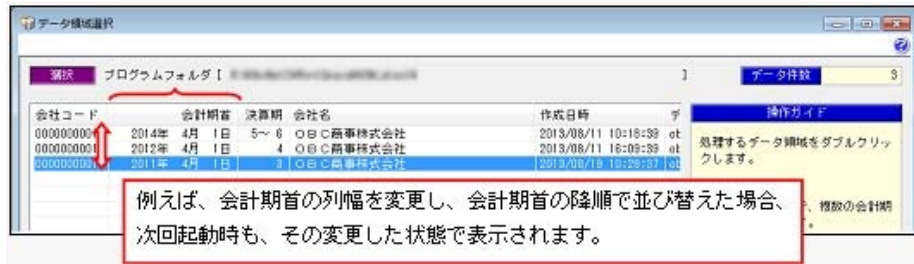 データ領域選択
選択 プログラムフォルダ [ ] データ件数 3
会社コード 会計期首 決算期 会社名 作成日時 デ 操作ガイド
2014年 4月 1日 5～ 6 OBC商事株式会社 2013/08/11 10:16:39
2012年 4月 1日 4 OBC商事株式会社 2013/08/11 16:09:39
2011年 4月 1日 3 OBC商事株式会社 2013/08/19 10:28:37
処理するデータ領域をダブルクリッ
クします。
、複数の会計期
例えば、会計期首の列幅を変更し、会計期首の降順で並び替えた場合、
次回起動時も、その変更した状態で表示されます。